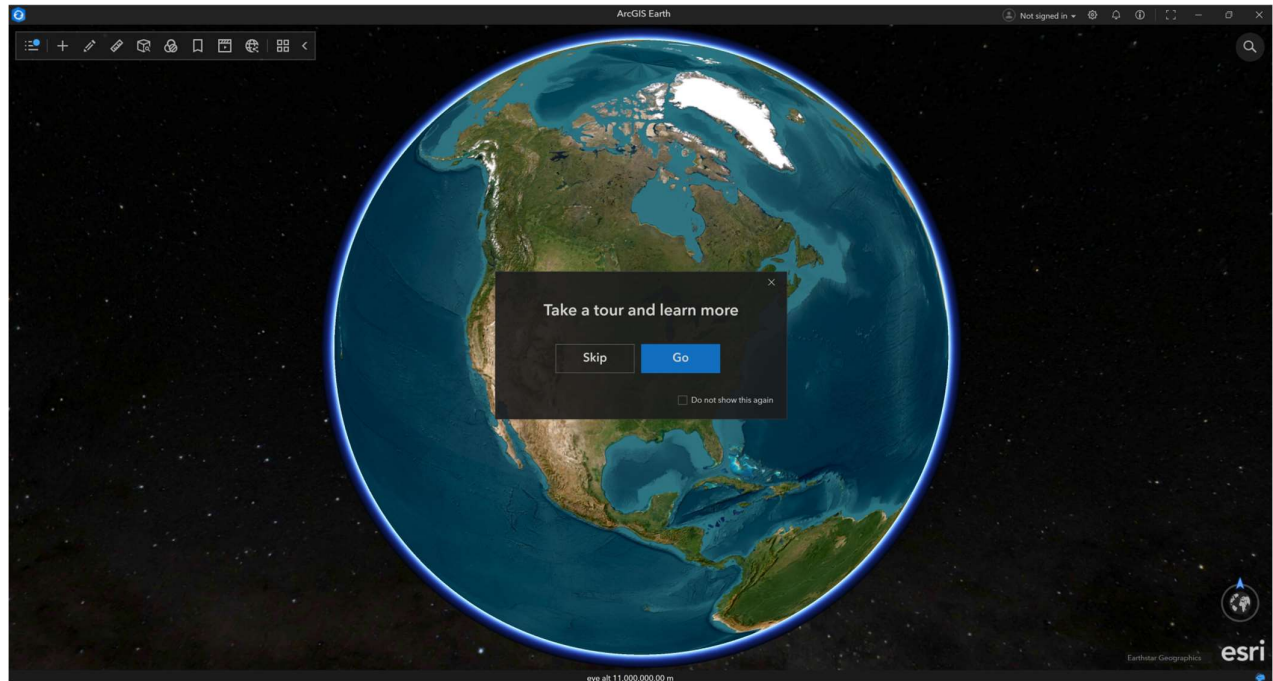 ArcGIS Earth
Not signed in
Take a tour and learn more
Skip
Go
Do not show this again
Earthstar Geographics
esri
eye alt 11,000,000.00 m